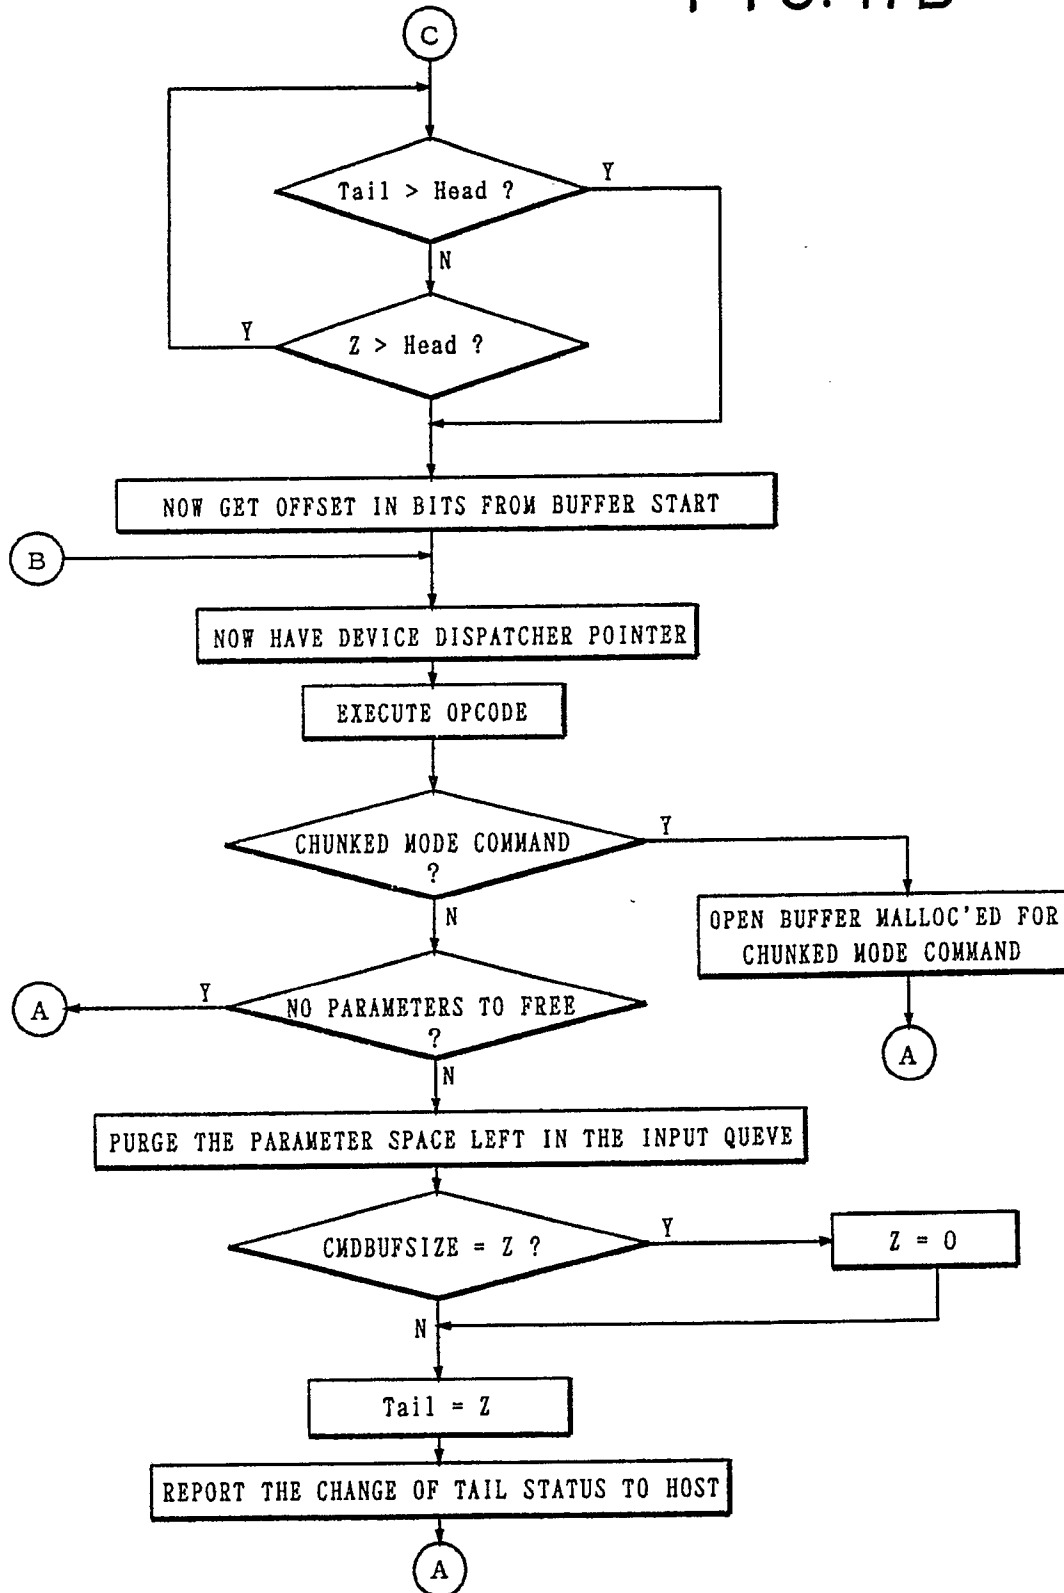 FIG. 17B
C
Tail > Head ?
Y
N
Z > Head ?
Y
NOW GET OFFSET IN BITS FROM BUFFER START
B
NOW HAVE DEVICE DISPATCHER POINTER
EXECUTE OPCODE
CHUNKED MODE COMMAND
?
Y
N
OPEN BUFFER MALLOC'ED FOR
CHUNKED MODE COMMAND
A
NO PARAMETERS TO FREE
?
Y
A
N
PURGE THE PARAMETER SPACE LEFT IN THE INPUT QUEVE
CMDBUFSIZE = Z ?
Y
Z = 0
N
Tail = Z
REPORT THE CHANGE OF TAIL STATUS TO HOST
A